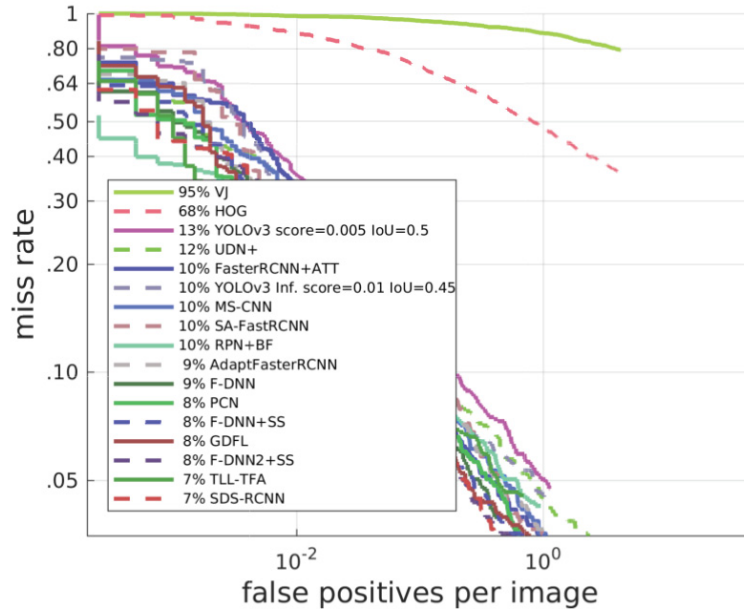 1
.80
.64
.50
.40
.30
.20
.10
.05
miss rate
95% VJ
68% HOG
13% YOLOv3 score=0.005 IoU=0.5
12% UDN+
10% FasterRCNN+ATT
10% YOLOv3 Inf. score=0.01 IoU=0.45
10% MS-CNN
10% SA-FastRCNN
10% RPN+BF
9% AdaptFasterRCNN
9% F-DNN
8% PCN
8% F-DNN+SS
8% GDFL
8% F-DNN2+SS
7% TLL-TFA
7% SDS-RCNN
10⁻² 10⁰
false positives per image